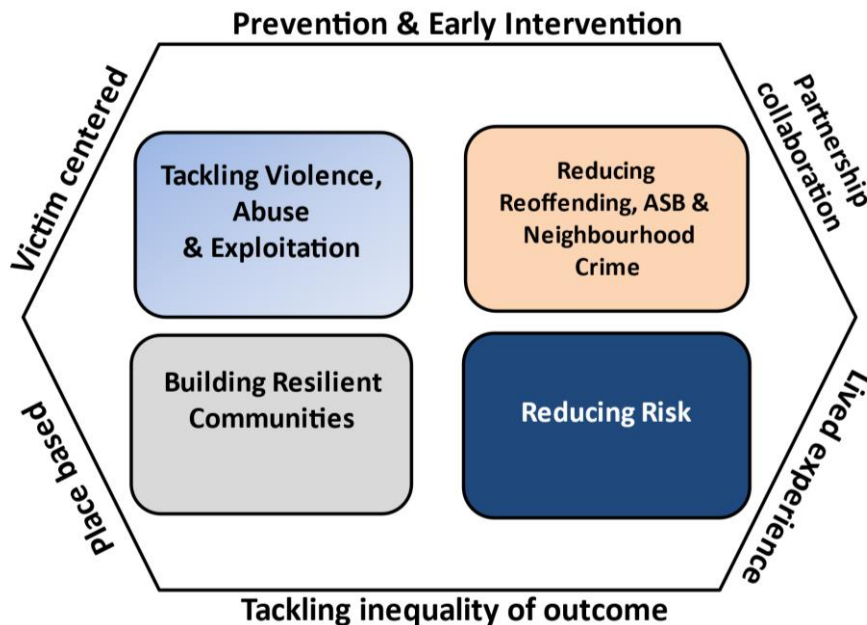 Prevention & Early Intervention
Victim centered
Partnership
collaboration
Tackling Violence,
Abuse
& Exploitation
Reducing
Reoffending, ASB &
Neighbourhood
Crime
Building Resilient
Communities
Reducing Risk
Place based
Lived experience
Tackling inequality of outcome